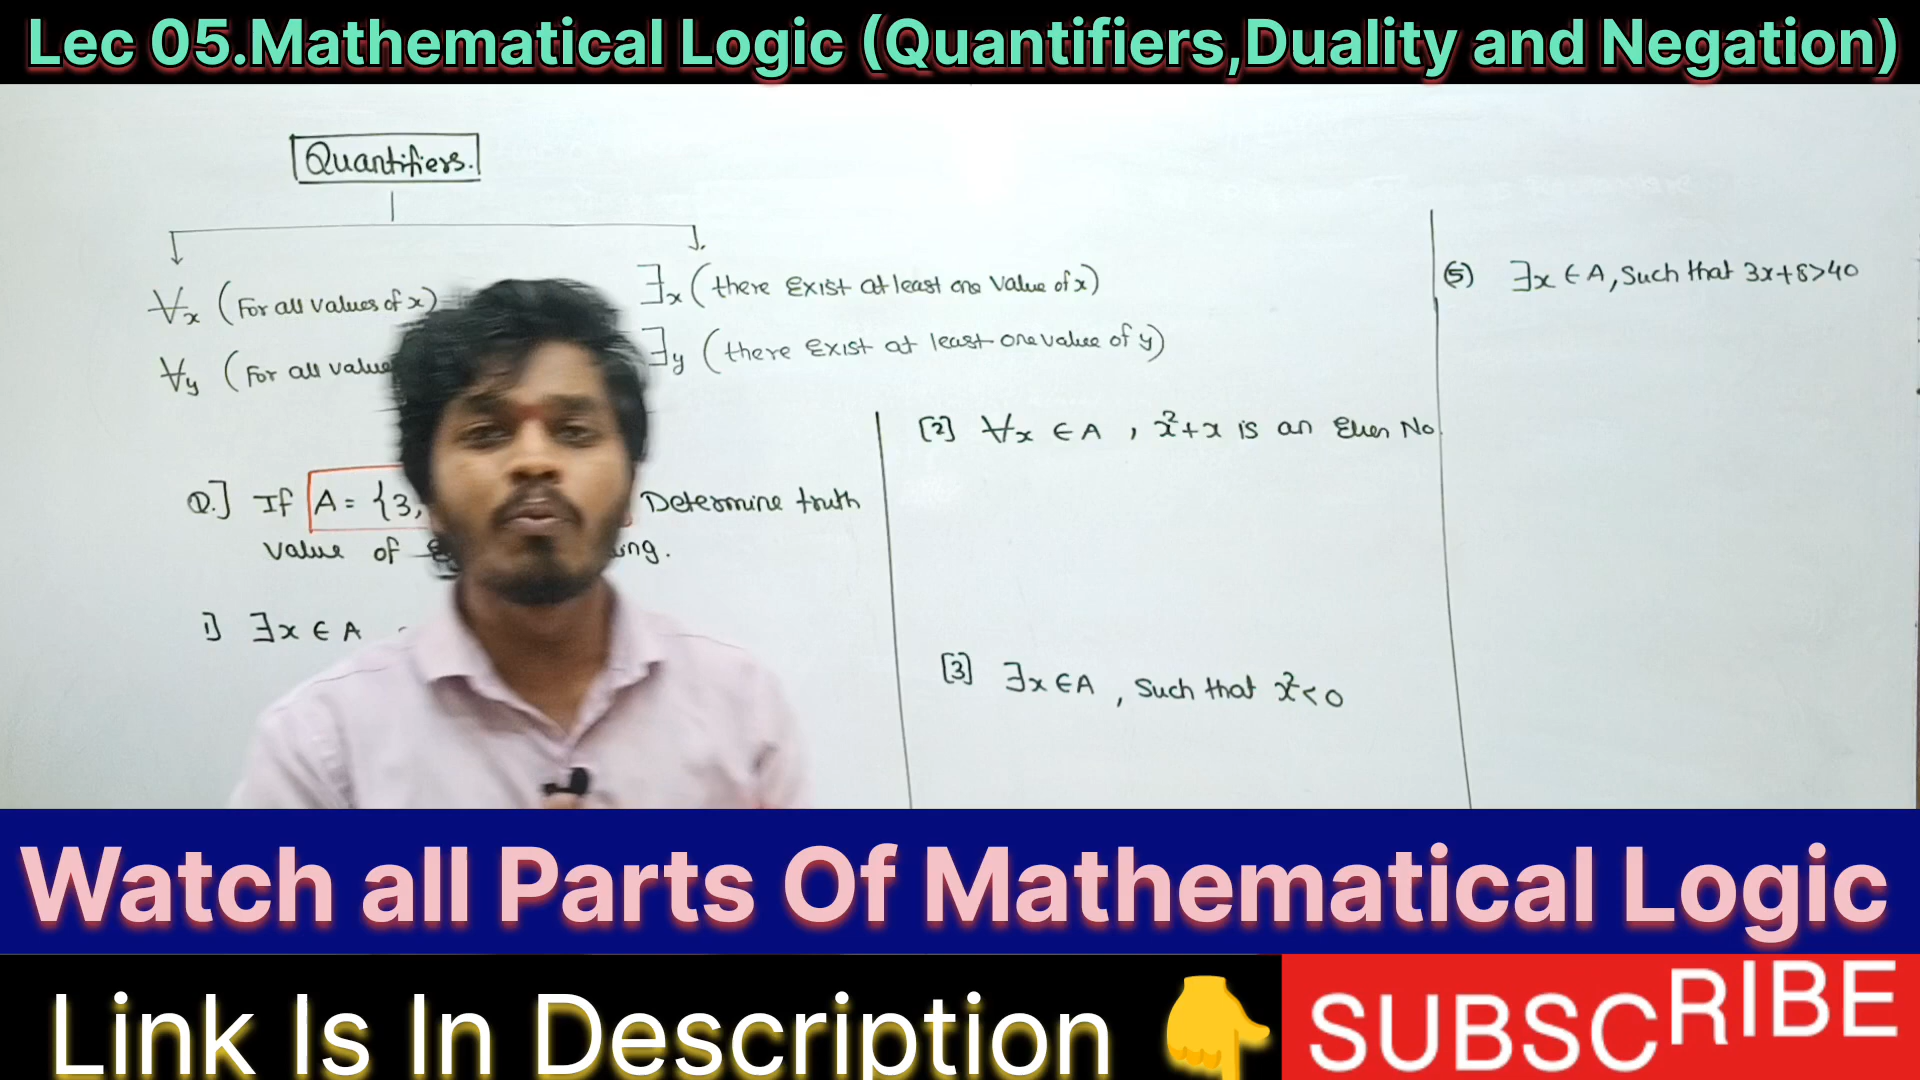 Lec 05.Mathematical Logic (Quantifiers,Duality and Negation)
Quantifiers.
∀x (For all values of x)
∀y (For all value
∃x (there Exist at least one value of x)
∃y (there Exist at least one value of y)
Q.] If A = {3, Determine truth
value of ing.
1] ∃x ∈ A
[2] ∀x ∈ A , x²+x is an Even No.
[3] ∃x ∈ A , Such that x² < 0
(5) ∃x ∈ A, Such that 3x+8>40
Watch all Parts Of Mathematical Logic
Link Is In Description 👇
SUBSCRIBE